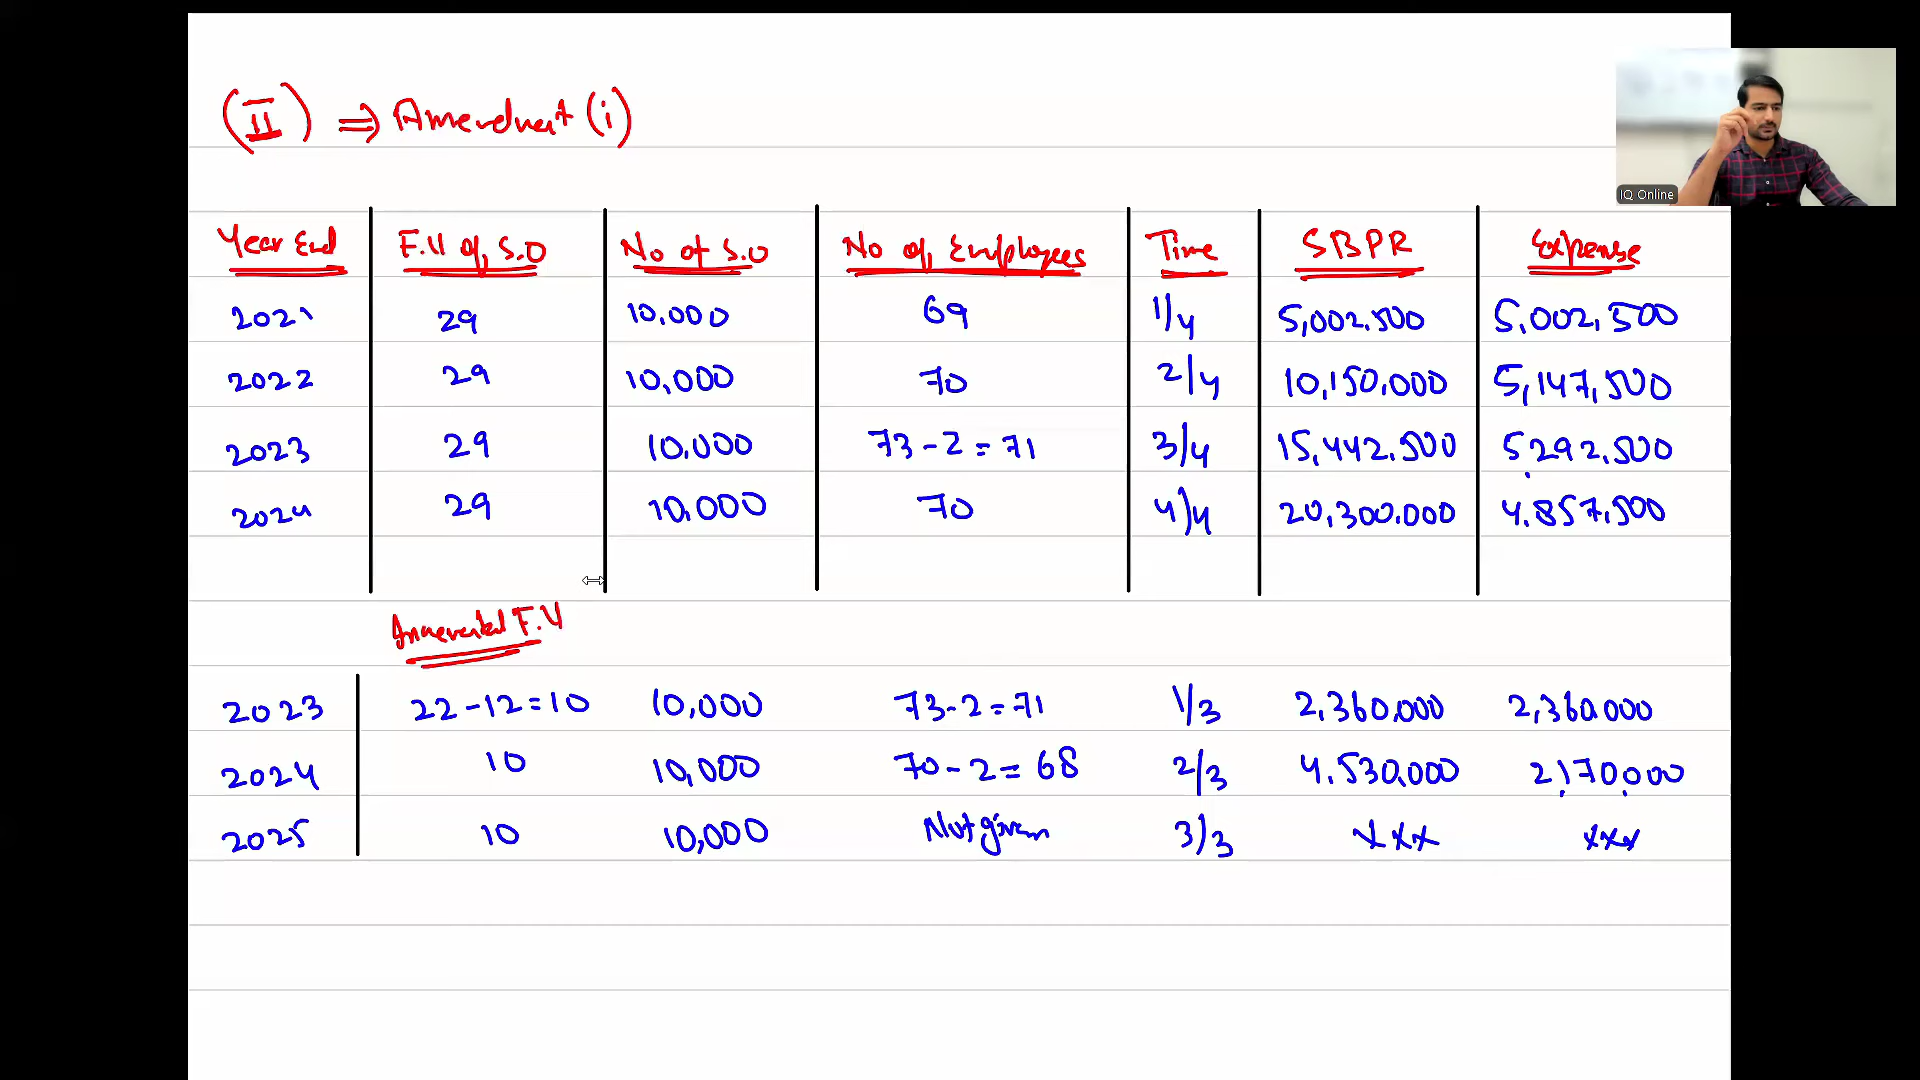 (II) ⇒ Amendment (i)
IQ Online
Year End F.V of S.O No of S.O No of Employees Time SBPR Expense
2021 29 10,000 69 1/4 5,002,500 5,002,500
2022 29 10,000 70 2/4 10,150,000 5,147,500
2023 29 10,000 73-2=71 3/4 15,442,500 5,292,500
2024 29 10,000 70 4/4 20,300,000 4,857,500
Incremental F.V
2023 22-12=10 10,000 73-2=71 1/3 2,360,000 2,360,000
2024 10 10,000 70-2=68 2/3 4,530,000 2,170,000
2025 10 10,000 Not given 3/3 xxx xxx